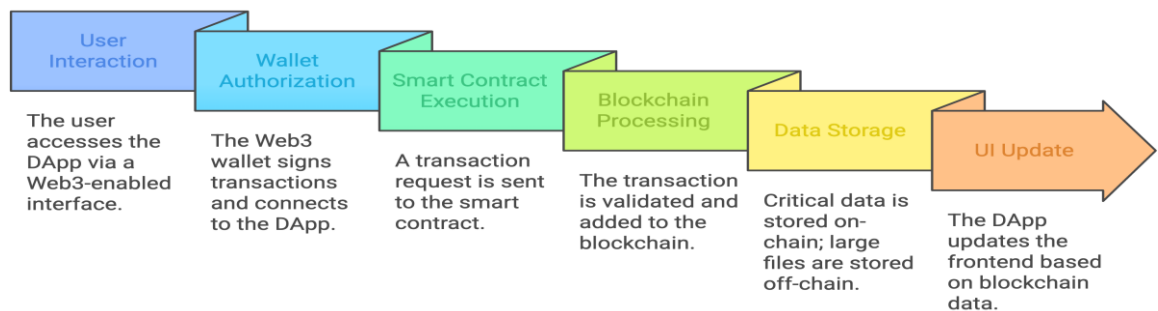 User
Interaction
The user
accesses the
DApp via a
Web3-enabled
interface.
Wallet
Authorization
The Web3
wallet signs
transactions
and connects
to the DApp.
Smart Contract
Execution
A transaction
request is sent
to the smart
contract.
Blockchain
Processing
The transaction
is validated and
added to the
blockchain.
Data Storage
Critical data is
stored on-
chain; large
files are stored
off-chain.
UI Update
The DApp
updates the
frontend based
on blockchain
data.